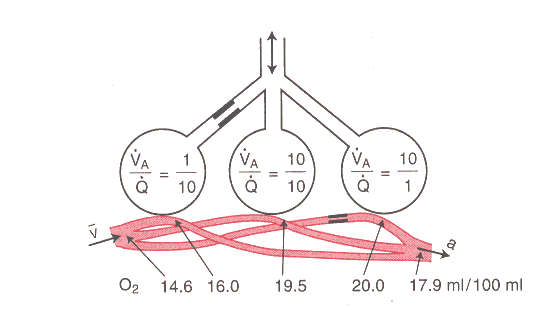 V̇A/Q̇ = 1/10
V̇A/Q̇ = 10/10
V̇A/Q̇ = 10/1
v̄
a
O₂ 14.6 16.0 19.5 20.0 17.9 ml/100 ml